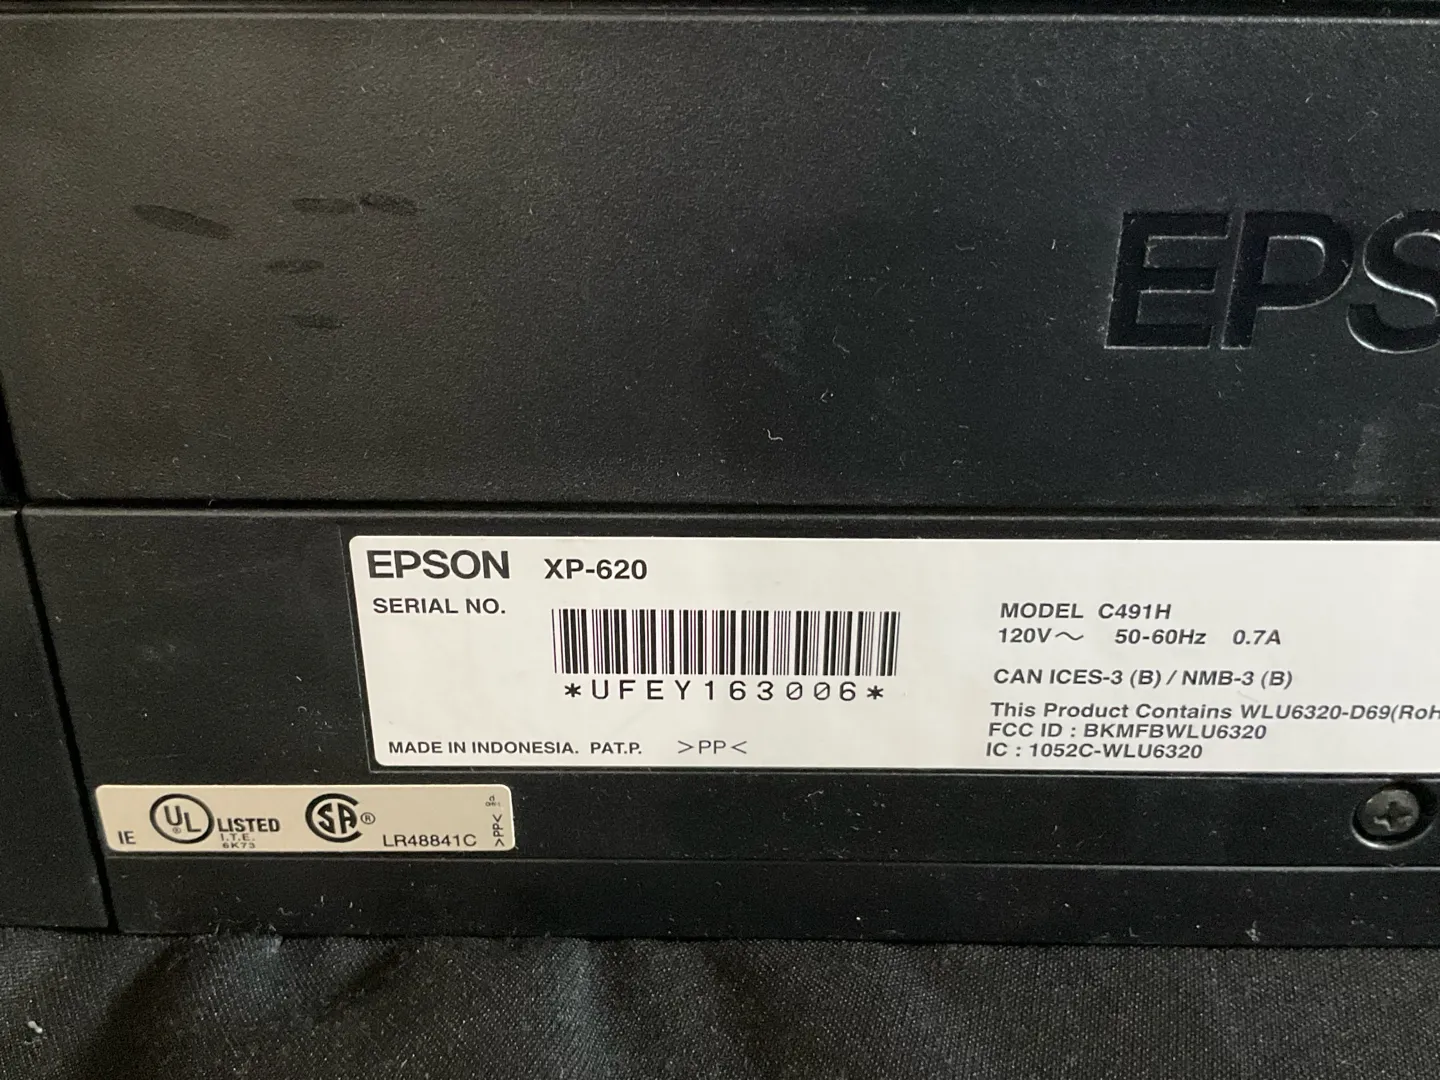 EPS
EPSON XP-620
SERIAL NO.
*UFEY163006*
MADE IN INDONESIA. PAT.P. >PP<
MODEL C491H
120V～ 50-60Hz 0.7A
CAN ICES-3 (B) / NMB-3 (B)
This Product Contains WLU6320-D69(RoH
FCC ID : BKMFBWLU6320
IC : 1052C-WLU6320
IE
UL ®
LISTED
I.T.E.
6K73
SA ®
LR48841C
>PP<